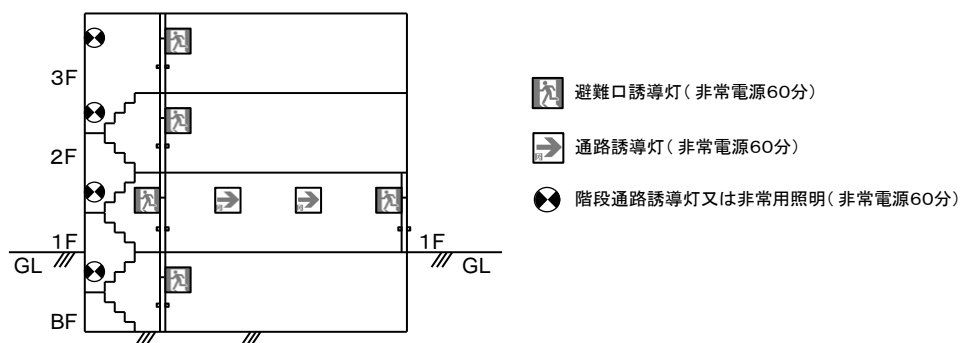 3F
2F
1F
1F
GL
GL
BF
避難口誘導灯(非常電源60分)
通路誘導灯(非常電源60分)
階段通路誘導灯又は非常用照明(非常電源60分)